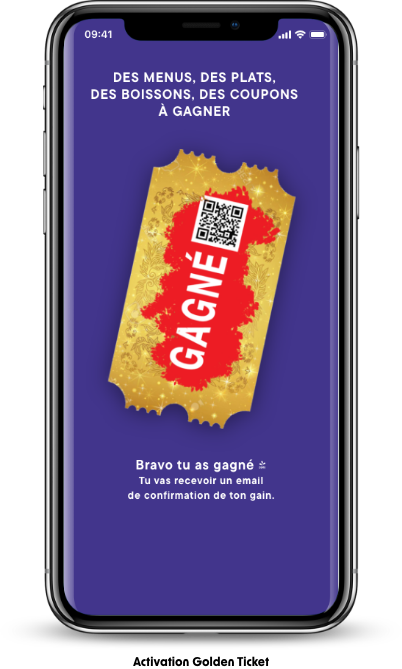 09:41
DES MENUS, DES PLATS,
DES BOISSONS, DES COUPONS
À GAGNER
GAGNÉ
Bravo tu as gagné
Tu vas recevoir un email
de confirmation de ton gain.
Activation Golden Ticket